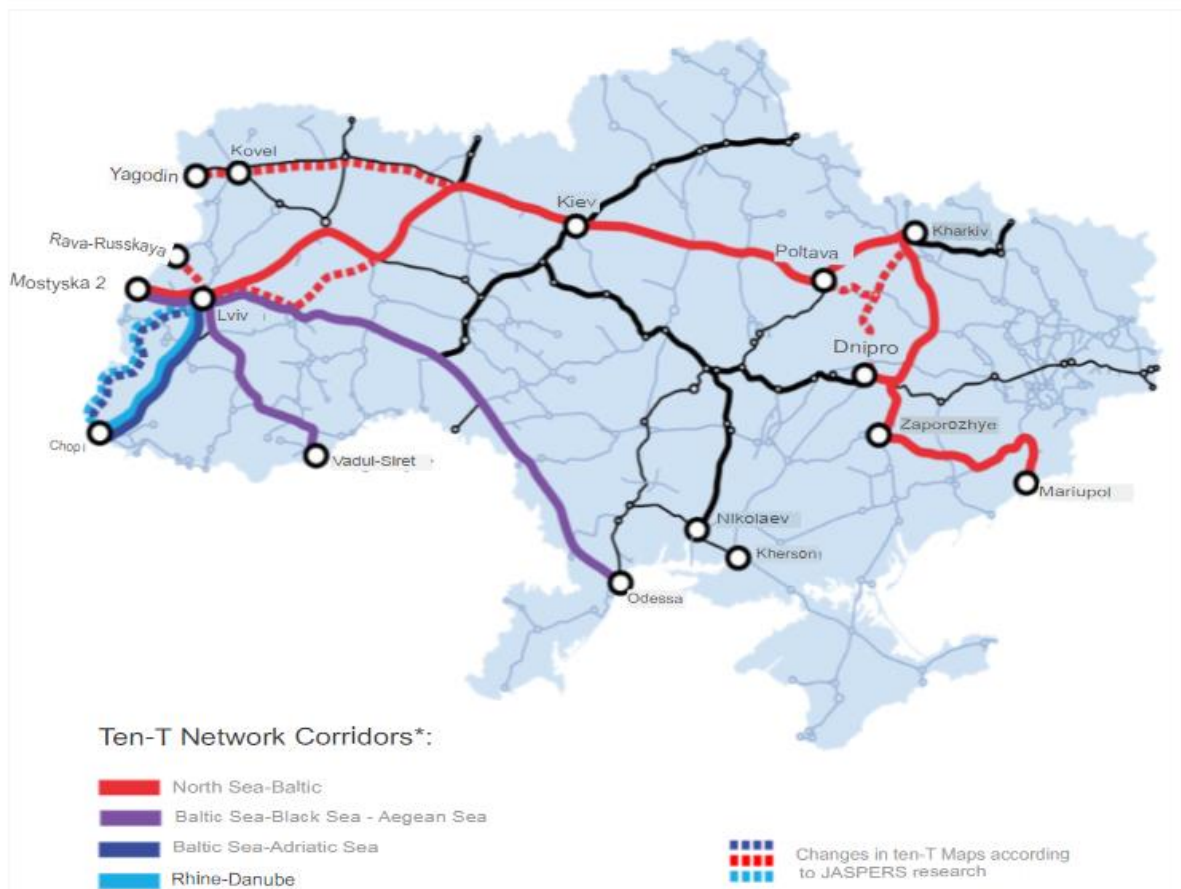 Kovel
Yagodin
Kiev
Kharkiv
Rava-Russkaya
Poltava
Mostyska 2
Lviv
Dnipro
Zaporozhye
Chop
Vadul-Siret
Mariupol
Nikolaev
Kherson
Odessa
Ten-T Network Corridors*:
North Sea-Baltic
Baltic Sea-Black Sea - Aegean Sea
Baltic Sea-Adriatic Sea
Rhine-Danube
Changes in ten-T Maps according
to JASPERS research